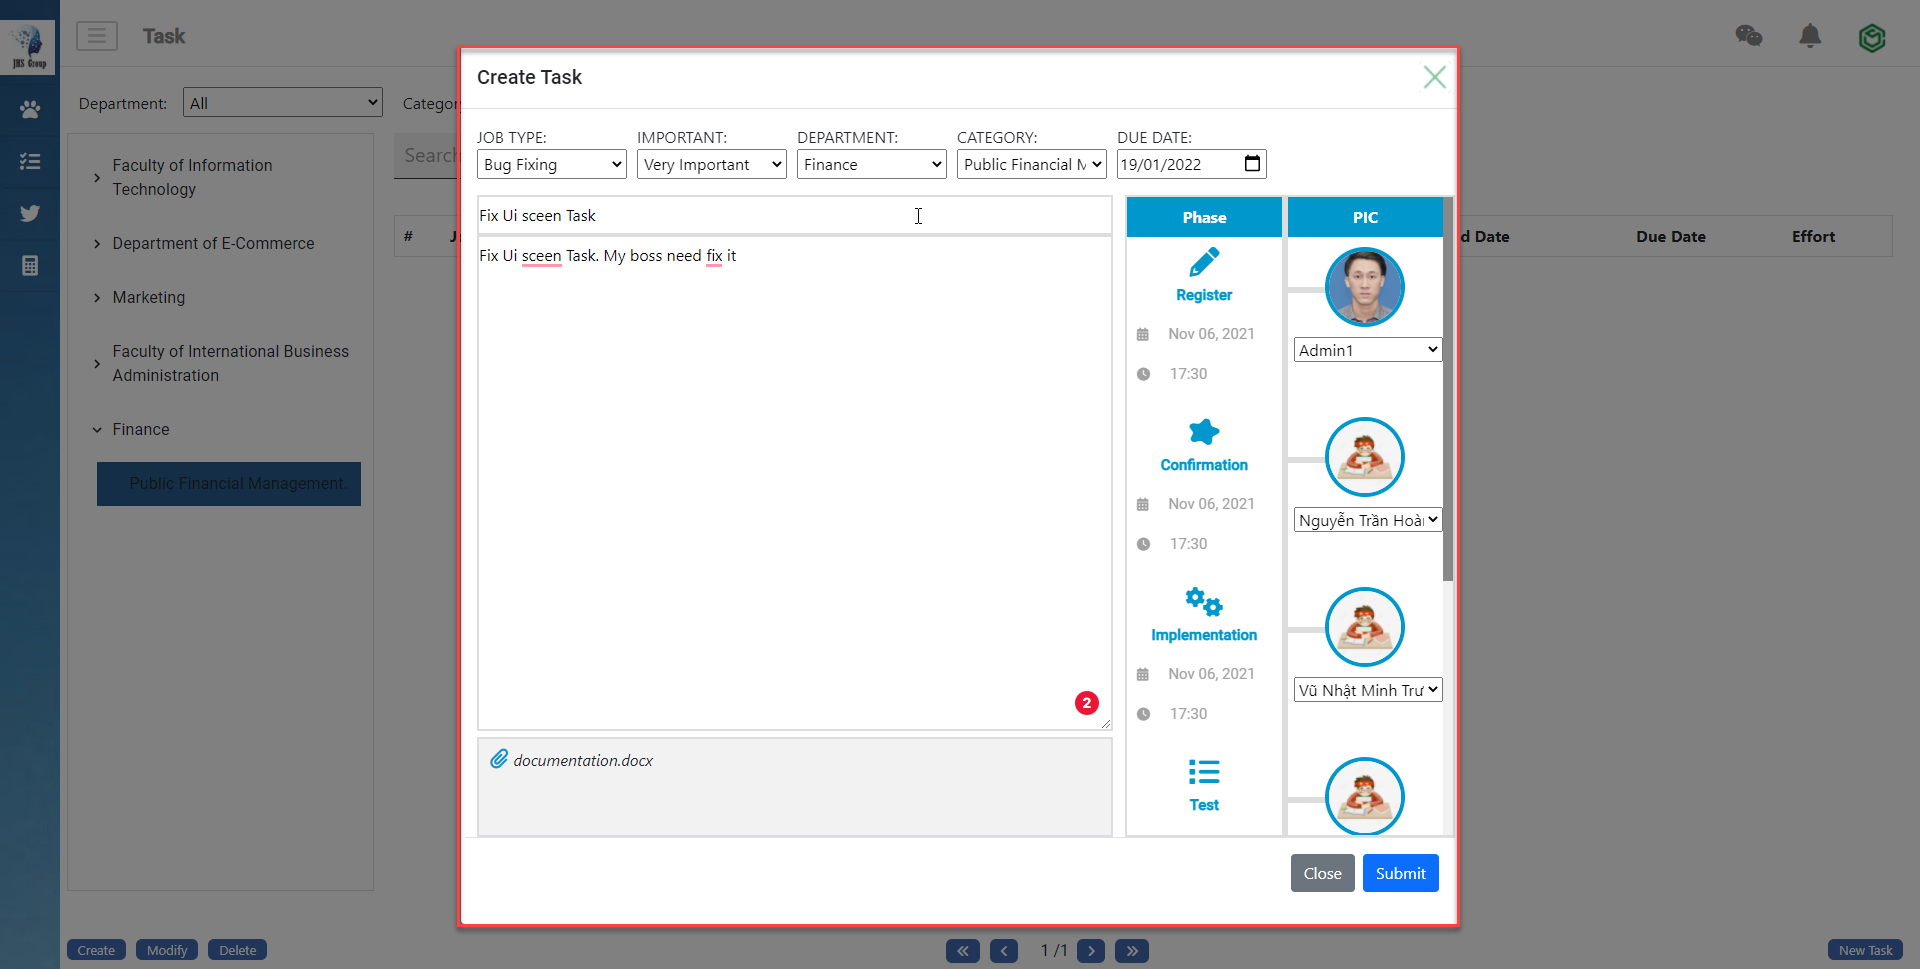 JHS Group
Task
Department:
All
Categor
Faculty of Information
Technology
Department of E-Commerce
Marketing
Faculty of International Business
Administration
Finance
Public Financial Management.
Search
#
J
d Date
Due Date
Effort
Create Task
JOB TYPE:
IMPORTANT:
DEPARTMENT:
CATEGORY:
DUE DATE:
Bug Fixing
Very Important
Finance
Public Financial M
19/01/2022
Fix Ui sceen Task
Fix Ui sceen Task. My boss need fix it
2
documentation.docx
Phase
PIC
Register
Nov 06, 2021
17:30
Admin1
Confirmation
Nov 06, 2021
17:30
Nguyễn Trần Hoàn
Implementation
Nov 06, 2021
17:30
Vũ Nhật Minh Trư
Test
Close
Submit
Create
Modify
Delete
1 /1
New Task